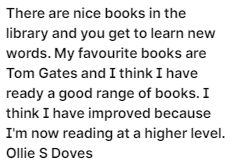 There are nice books in the
library and you get to learn new
words. My favourite books are
Tom Gates and I think I have
ready a good range of books. I
think I have improved because
I'm now reading at a higher level.
Ollie S Doves